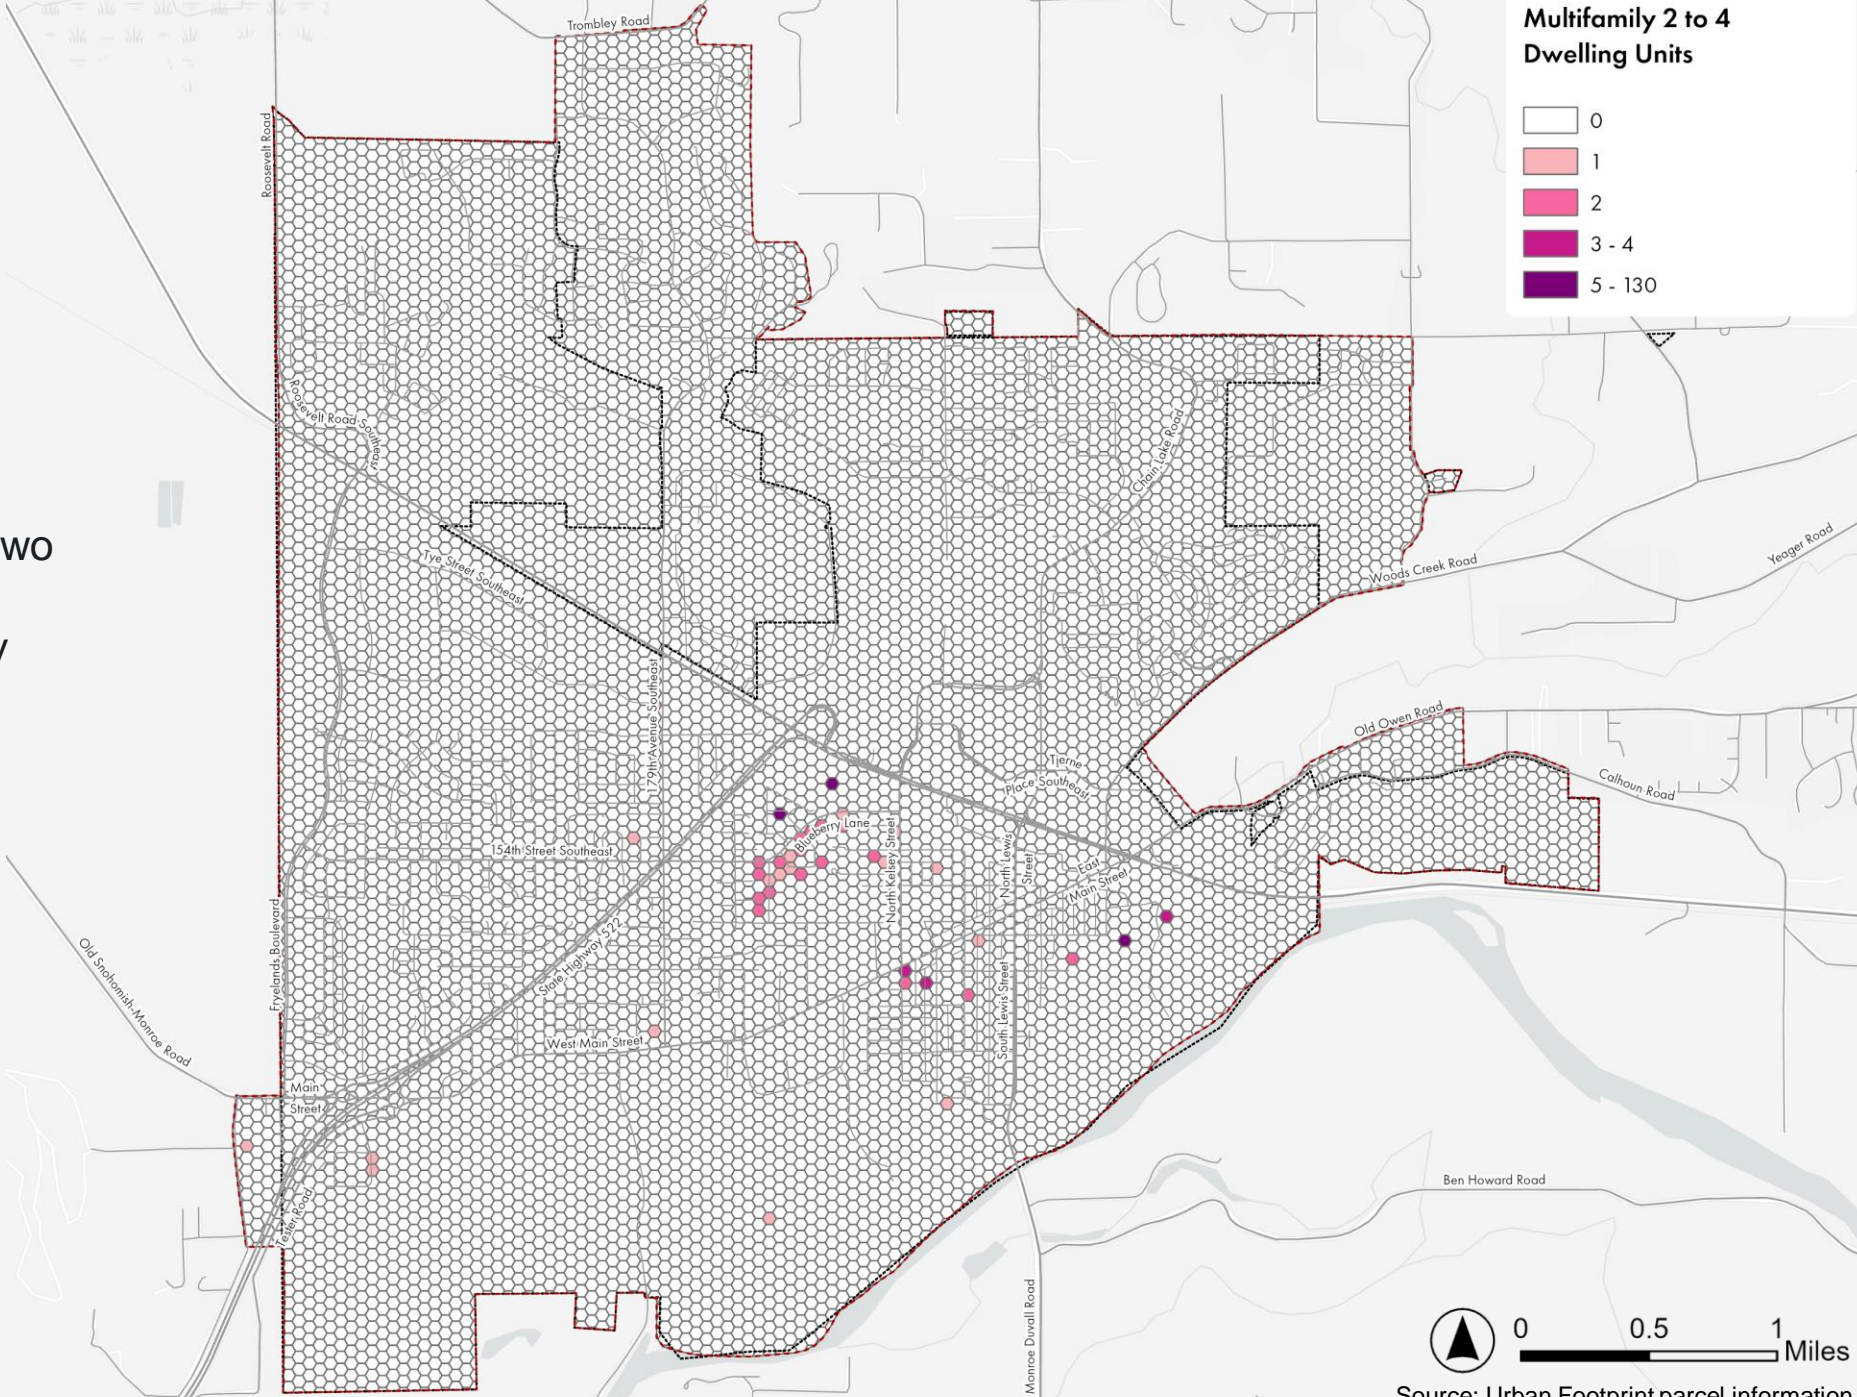 Multifamily 2 to 4
Dwelling Units
0
1
2
3 - 4
5 - 130
Trombley Road
Roosevelt Road
Roosevelt Road Southeast
Chain Lake Road
wo
Tye Street Southeast
Woods Creek Road
Yeager Road
179th Avenue Southeast
Old Owen Road
Tjerne
Place Southeast
Calhoun Road
Blueberry Lane
154th Street Southeast
North Kelsey Street
North Lewis
Street
East
Main Street
State Highway 522
Fryelands Boulevard
Old Snohomish-Monroe Road
South Lewis Street
West Main Street
Main
Street
Tester Road
Ben Howard Road
Monroe Duvall Road
0 0.5 1
Miles
Source: Urban Footprint parcel information